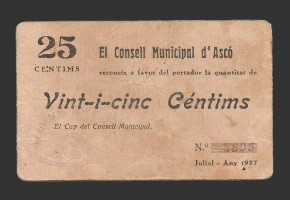 25
CÈNTIMS
El Consell Municipal d'Ascó
reconeix a favor del portador la quantitat de
Vint-i-cinc Céntims
El Cap del Consell Municipal.
N.º
Juliol - Any 1937